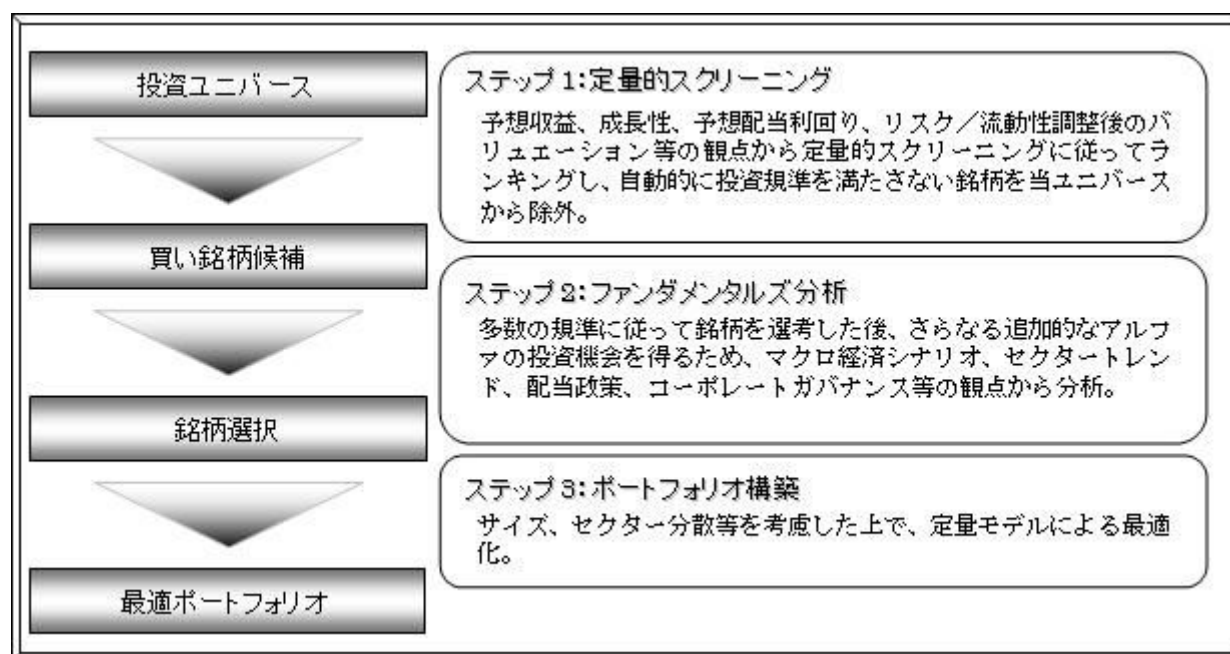 投資ユニバース
ステップ1:定量的スクリーニング
予想収益、成長性、予想配当利回り、リスク／流動性調整後のバ
リュエーション等の観点から定量的スクリーニングに従ってラ
ンキングし、自動的に投資規準を満たさない銘柄を当ユニバース
から除外。
買い銘柄候補
ステップ2:ファンダメンタルズ分析
多数の規準に従って銘柄を選考した後、さらなる追加的なアルフ
ァの投資機会を得るため、マクロ経済シナリオ、セクタートレン
ド、配当政策、コーポレートガバナンス等の観点から分析。
銘柄選択
ステップ3:ポートフォリオ構築
サイズ、セクター分散等を考慮した上で、定量モデルによる最適
化。
最適ポートフォリオ